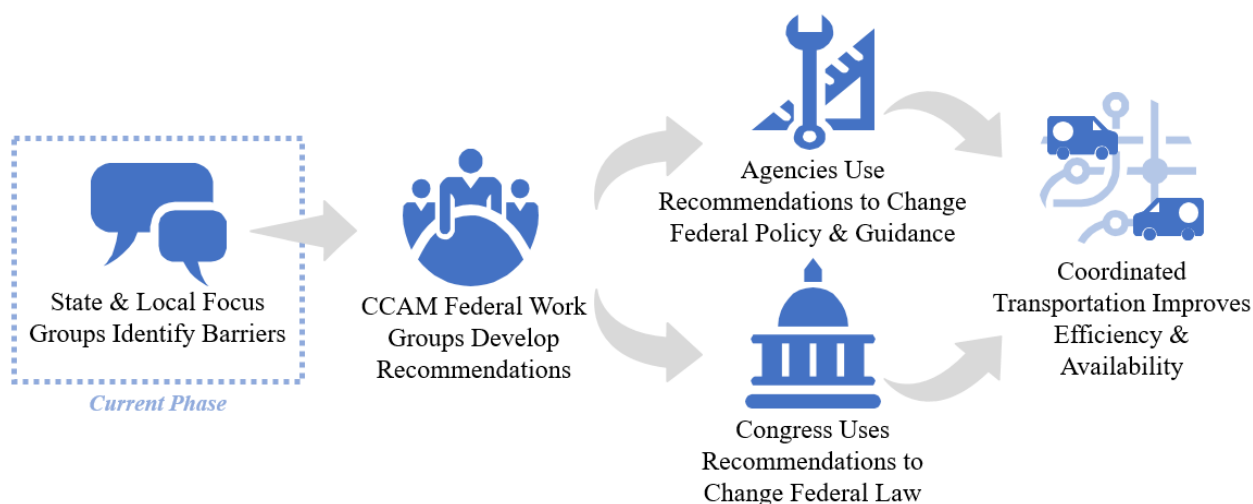 State & Local Focus
Groups Identify Barriers
Current Phase
CCAM Federal Work
Groups Develop
Recommendations
Agencies Use
Recommendations to Change
Federal Policy & Guidance
Congress Uses
Recommendations to
Change Federal Law
Coordinated
Transportation Improves
Efficiency &
Availability